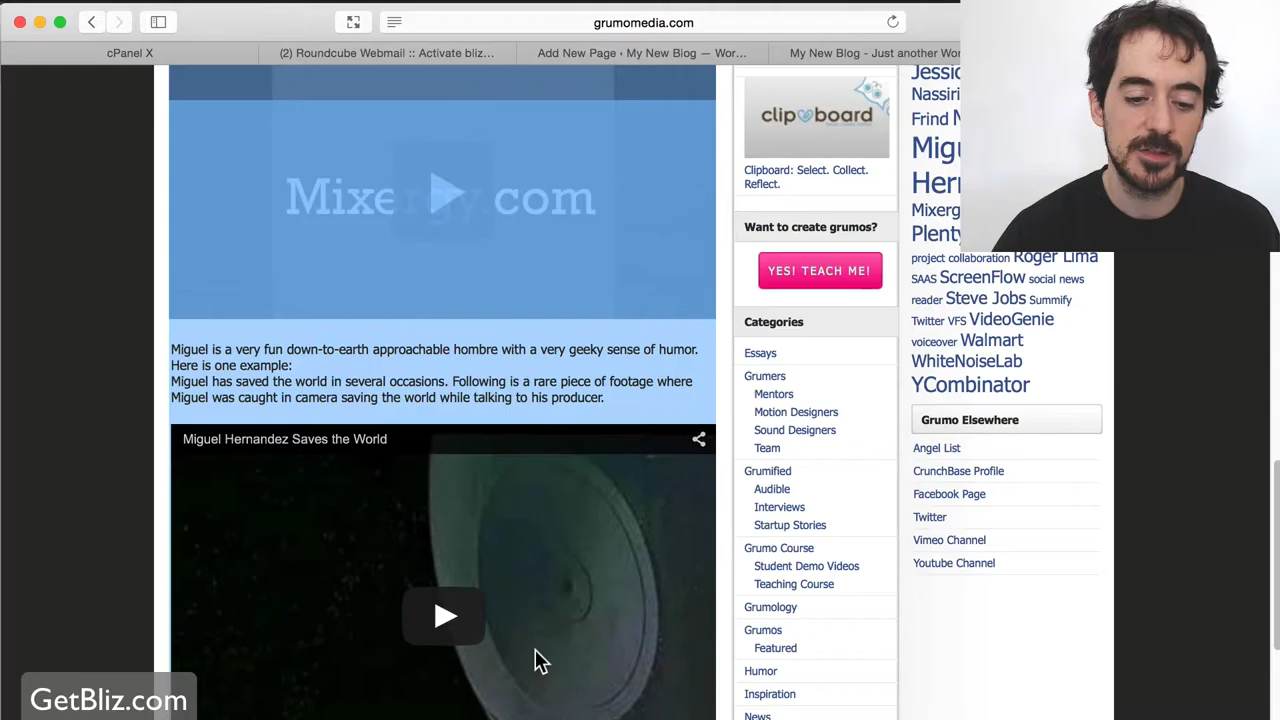 grumomedia.com
cPanel X
(2) Roundcube Webmail :: Activate bliz...
Add New Page ‹ My New Blog — Wor...
My New Blog - Just another Wo
Mixergy.com
Miguel is a very fun down-to-earth approachable hombre with a very geeky sense of humor.
Here is one example:
Miguel has saved the world in several occasions. Following is a rare piece of footage where
Miguel was caught in camera saving the world while talking to his producer.
Miguel Hernandez Saves the World
GetBliz.com
clipboard
Clipboard: Select. Collect.
Reflect.
Want to create grumos?
YES! TEACH ME!
Categories
Essays
Grumers
Mentors
Motion Designers
Sound Designers
Team
Grumified
Audible
Interviews
Startup Stories
Grumo Course
Student Demo Videos
Teaching Course
Grumology
Grumos
Featured
Humor
Inspiration
News
Jessic
Nassiri
Frind
Migu
Her
Mixerg
Plenty
project collaboration Roger Lima
SAAS ScreenFlow social news
reader Steve Jobs Summify
Twitter VFS VideoGenie
voiceover Walmart
WhiteNoiseLab
YCombinator
Grumo Elsewhere
Angel List
CrunchBase Profile
Facebook Page
Twitter
Vimeo Channel
Youtube Channel